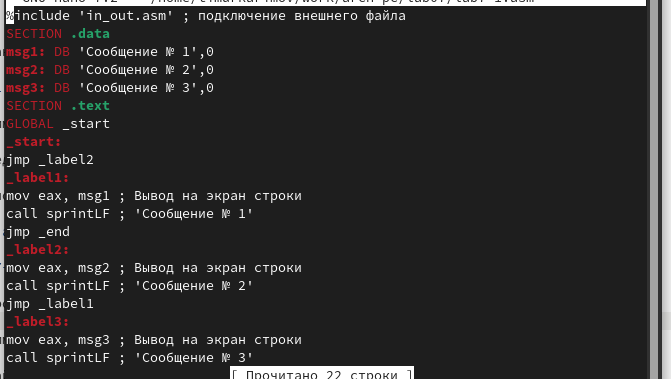 %include 'in_out.asm' ; подключение внешнего файла
SECTION .data
msg1: DB 'Сообщение № 1',0
msg2: DB 'Сообщение № 2',0
msg3: DB 'Сообщение № 3',0
SECTION .text
GLOBAL _start
_start:
jmp _label2
_label1:
mov eax, msg1 ; Вывод на экран строки
call sprintLF ; 'Сообщение № 1'
jmp _end
_label2:
mov eax, msg2 ; Вывод на экран строки
call sprintLF ; 'Сообщение № 2'
jmp _label1
_label3:
mov eax, msg3 ; Вывод на экран строки
call sprintLF ; 'Сообщение № 3'
[ Прочитано 22 строки ]